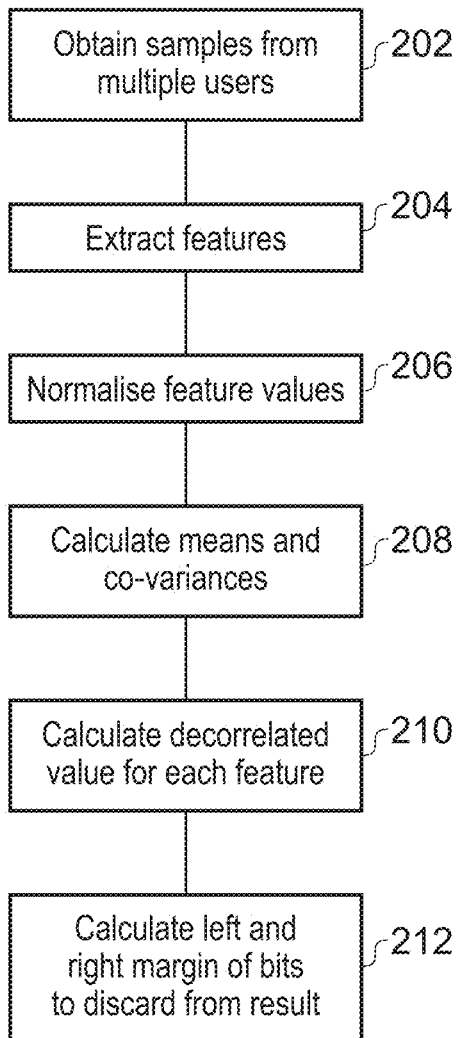 Obtain samples from
multiple users
202
Extract features
204
Normalise feature values
206
Calculate means and
co-variances
208
Calculate decorrelated
value for each feature
210
Calculate left and
right margin of bits
to discard from result
212